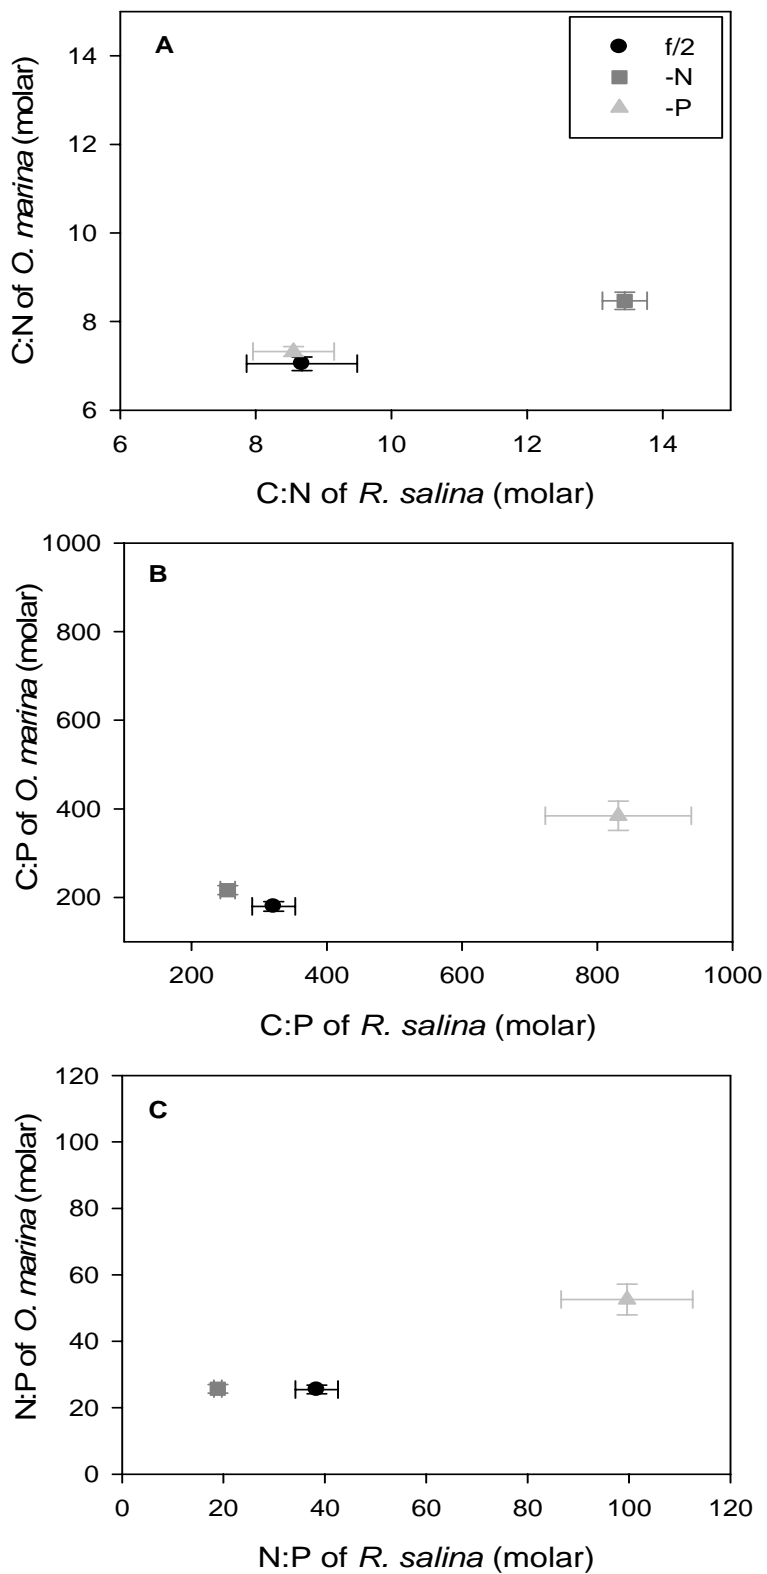 A
f/2
-N
-P
14
12
10
8
6
C:N of O. marina (molar)
6 8 10 12 14
C:N of R. salina (molar)
B
1000
800
600
400
200
C:P of O. marina (molar)
200 400 600 800 1000
C:P of R. salina (molar)
C
120
100
80
60
40
20
0
N:P of O. marina (molar)
0 20 40 60 80 100 120
N:P of R. salina (molar)